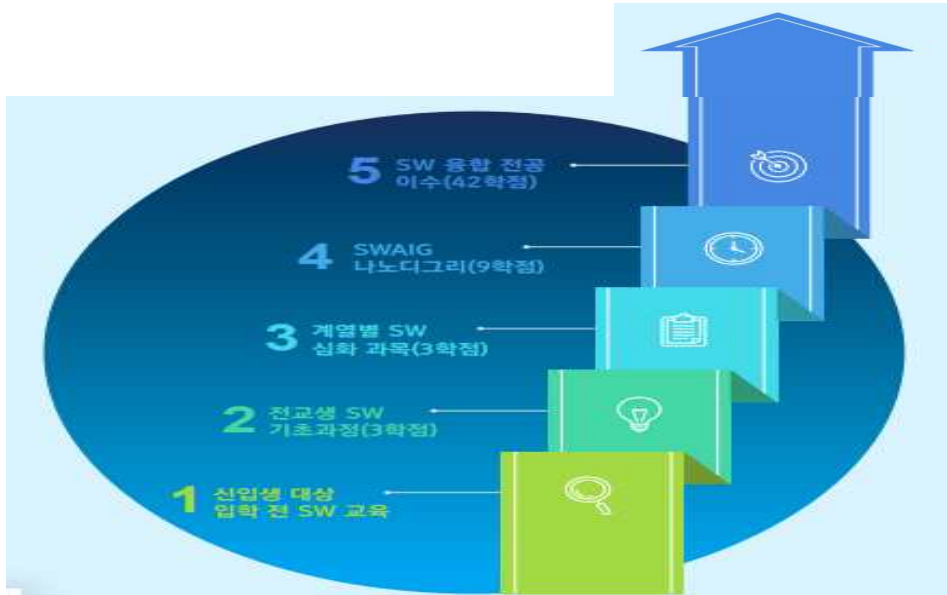 5 SW 융합 전공
이수(42학점)
4 SWAIG
나노디그리(9학점)
3 계열별 SW
심화 과목(3학점)
2 전교생 SW
기초과정(3학점)
1 신입생 대상
입학 전 SW 교육